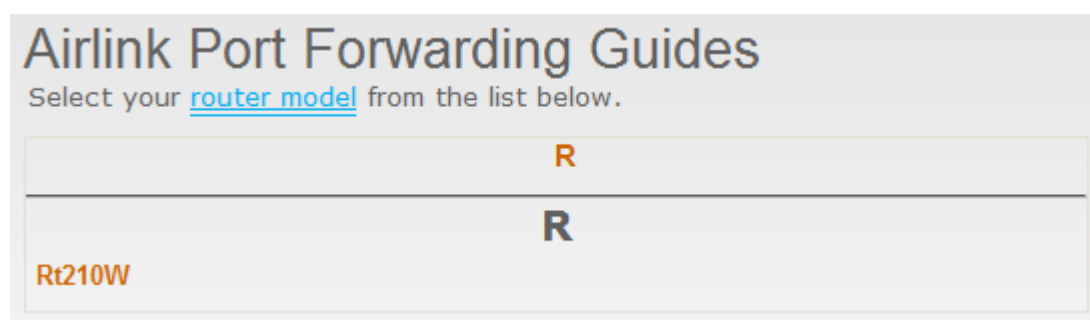 Airlink Port Forwarding Guides
Select your router model from the list below.
R
R
Rt210W